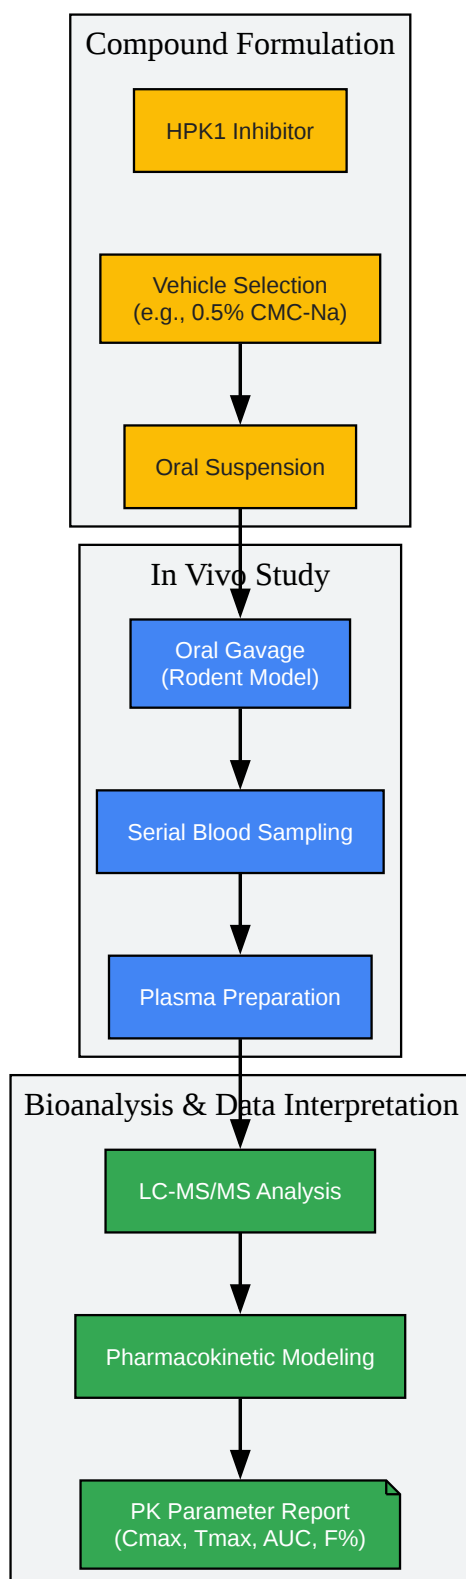 Compound Formulation
HPK1 Inhibitor
Vehicle Selection
(e.g., 0.5% CMC-Na)
Oral Suspension
In Vivo Study
Oral Gavage
(Rodent Model)
Serial Blood Sampling
Plasma Preparation
Bioanalysis & Data Interpretation
LC-MS/MS Analysis
Pharmacokinetic Modeling
PK Parameter Report
(Cmax, Tmax, AUC, F%)